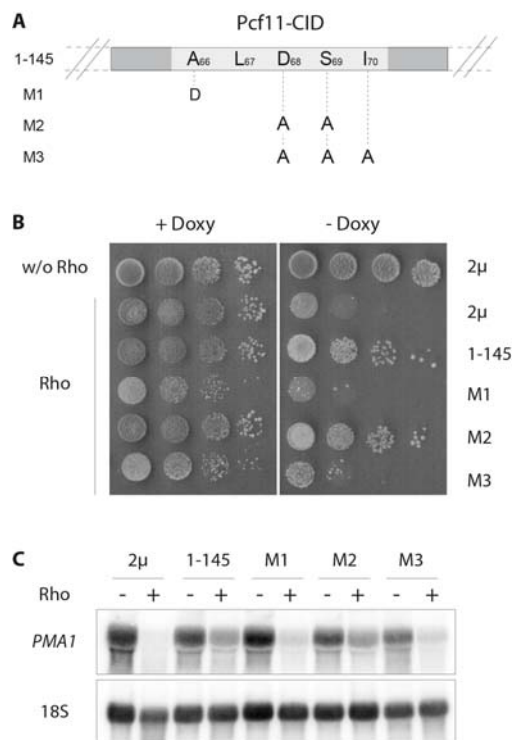 A
Pcf11-CID
1-145 A66 L67 D68 S69 I70
M1 D
M2 A A
M3 A A A
B
+ Doxy - Doxy
w/o Rho 2µ
2µ
1-145
Rho M1
M2
M3
C
2µ 1-145 M1 M2 M3
Rho - + - + - + - + - +
PMA1
18S